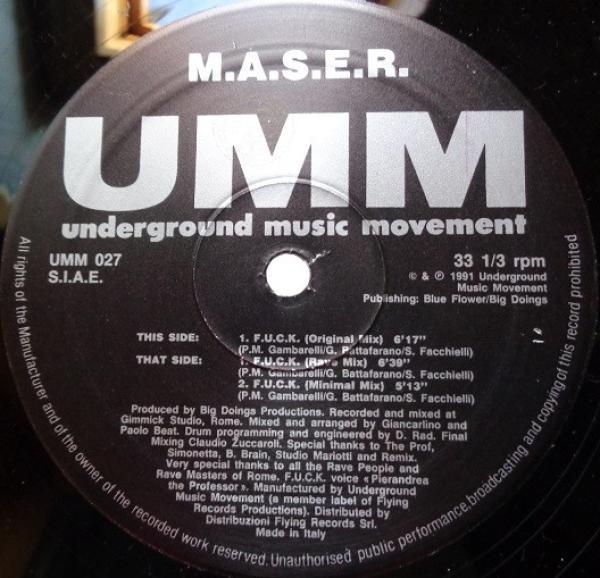 M.A.S.E.R.
UMM
underground music movement
UMM 027
S.I.A.E.
33 1/3 rpm
© & ℗ 1991 Underground
Music Movement
Publishing: Blue Flower/Big Doings
THIS SIDE: 1. F.U.C.K. (Original Mix) 6'17"
(P.M. Gambarelli/G. Battafarano/S. Facchielli)
THAT SIDE: 1. F.U.C.K. (Rave Mix) 6'39"
(P.M. Gambarelli/G. Battafarano/S. Facchielli)
2. F.U.C.K. (Minimal Mix) 5'13"
(P.M. Gambarelli/G. Battafarano/S. Facchielli)
Produced by Big Doings Productions. Recorded and mixed at
Gimmick Studio, Rome. Mixed and arranged by Giancarlino and
Paolo Beat. Drum programming and engineered by D. Rad. Final
Mixing Claudio Zuccaroli. Special thanks to The Prof,
Simonetta, B. Brain, Studio Mariotti and Remix.
Very special thanks to all the Rave People and
Rave Masters of Rome. F.U.C.K. voice «Pierandrea
the Professor». Manufactured by Underground
Music Movement (a member label of Flying
Records Productions). Distributed by
Distribuzioni Flying Records Srl.
Made in Italy
All rights of the Manufacturer and of the owner of the recorded work reserved. Unauthorised public performance, broadcasting and copying of this record prohibited